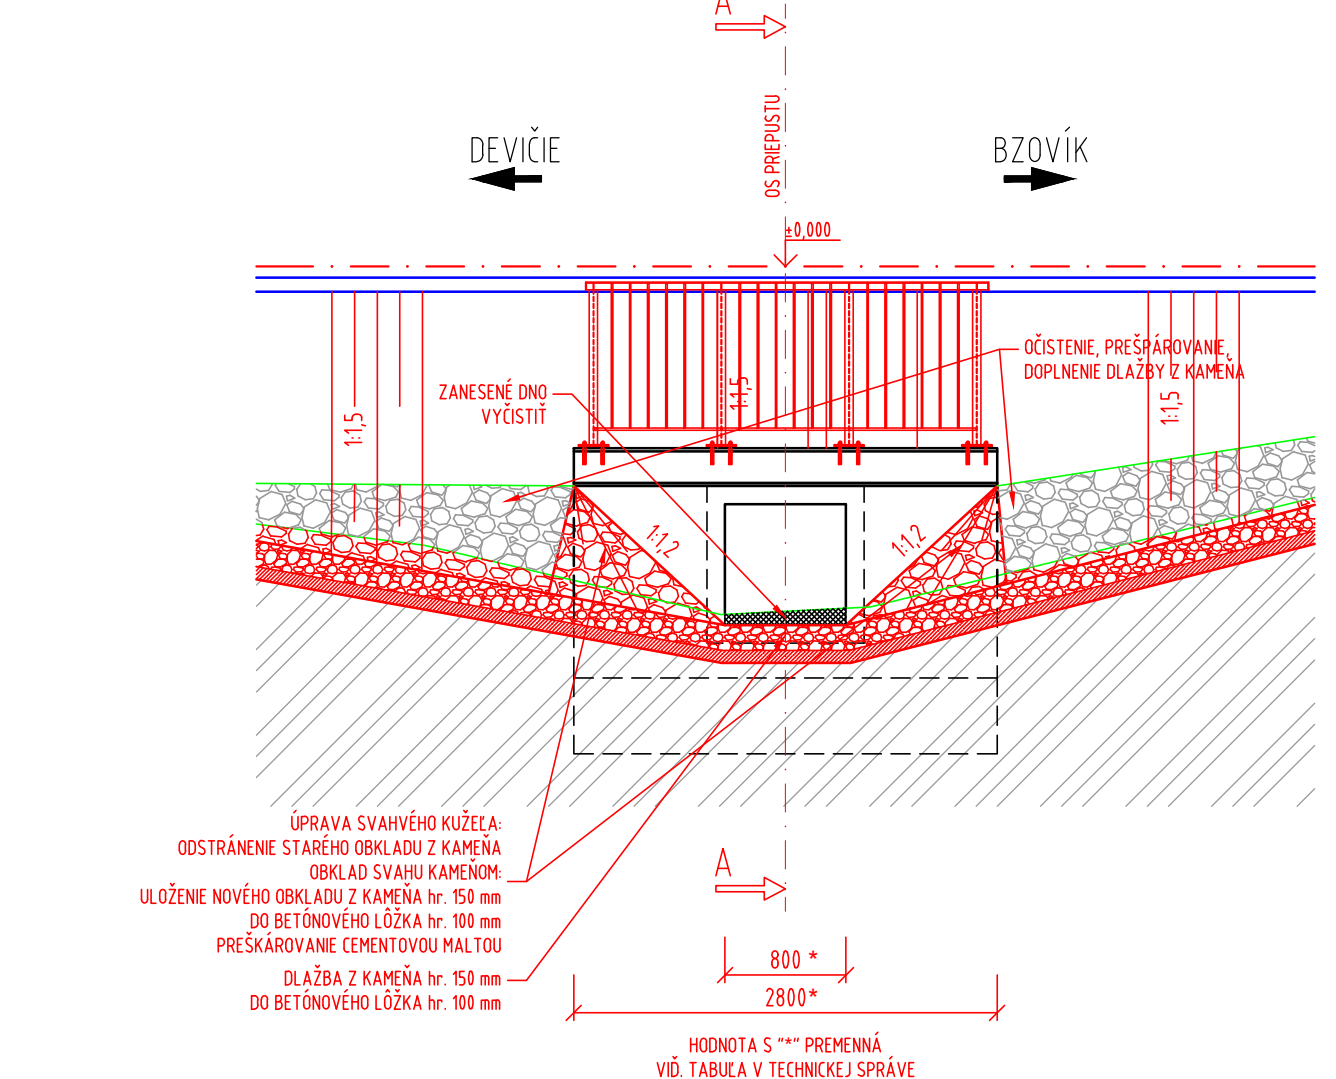 A
OS PRIEPUSTU
DEVIČIE
BZOVÍK
±0,000
OČISTENIE, PREŠPÁROVANIE,
DOPLNENIE DLAŽBY Z KAMEŇA
ZANESENÉ DNO
VYČISTIŤ
1:1,5
1:1,5
1:1,5
1:1,2
1:1,2
ÚPRAVA SVAHVÉHO KUŽEĽA:
ODSTRÁNENIE STARÉHO OBKLADU Z KAMEŇA
OBKLAD SVAHU KAMEŇOM:
ULOŽENIE NOVÉHO OBKLADU Z KAMEŇA hr. 150 mm
DO BETÓNOVÉHO LÔŽKA hr. 100 mm
PREŠKÁROVANIE CEMENTOVOU MALTOU
A
DLAŽBA Z KAMEŇA hr. 150 mm
DO BETÓNOVÉHO LÔŽKA hr. 100 mm
800 *
2800*
HODNOTA S "*" PREMENNÁ
VIĎ. TABUĽA V TECHNICKEJ SPRÁVE